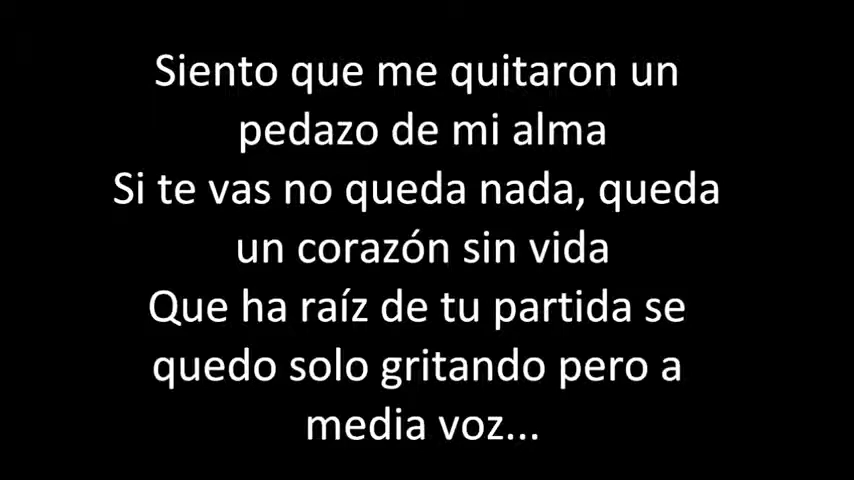 Siento que me quitaron un
pedazo de mi alma
Si te vas no queda nada, queda
un corazón sin vida
Que ha raíz de tu partida se
quedo solo gritando pero a
media voz...